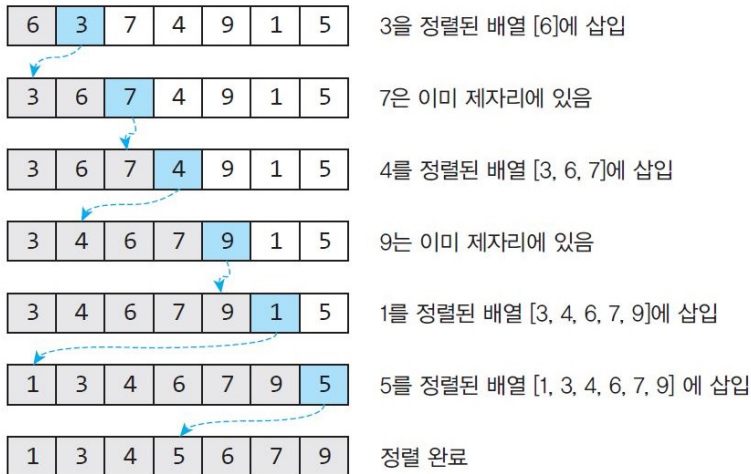 6 3 7 4 9 1 5 3을 정렬된 배열 [6]에 삽입
3 6 7 4 9 1 5 7은 이미 제자리에 있음
3 6 7 4 9 1 5 4를 정렬된 배열 [3, 6, 7]에 삽입
3 4 6 7 9 1 5 9는 이미 제자리에 있음
3 4 6 7 9 1 5 1를 정렬된 배열 [3, 4, 6, 7, 9]에 삽입
1 3 4 6 7 9 5 5를 정렬된 배열 [1, 3, 4, 6, 7, 9] 에 삽입
1 3 4 5 6 7 9 정렬 완료